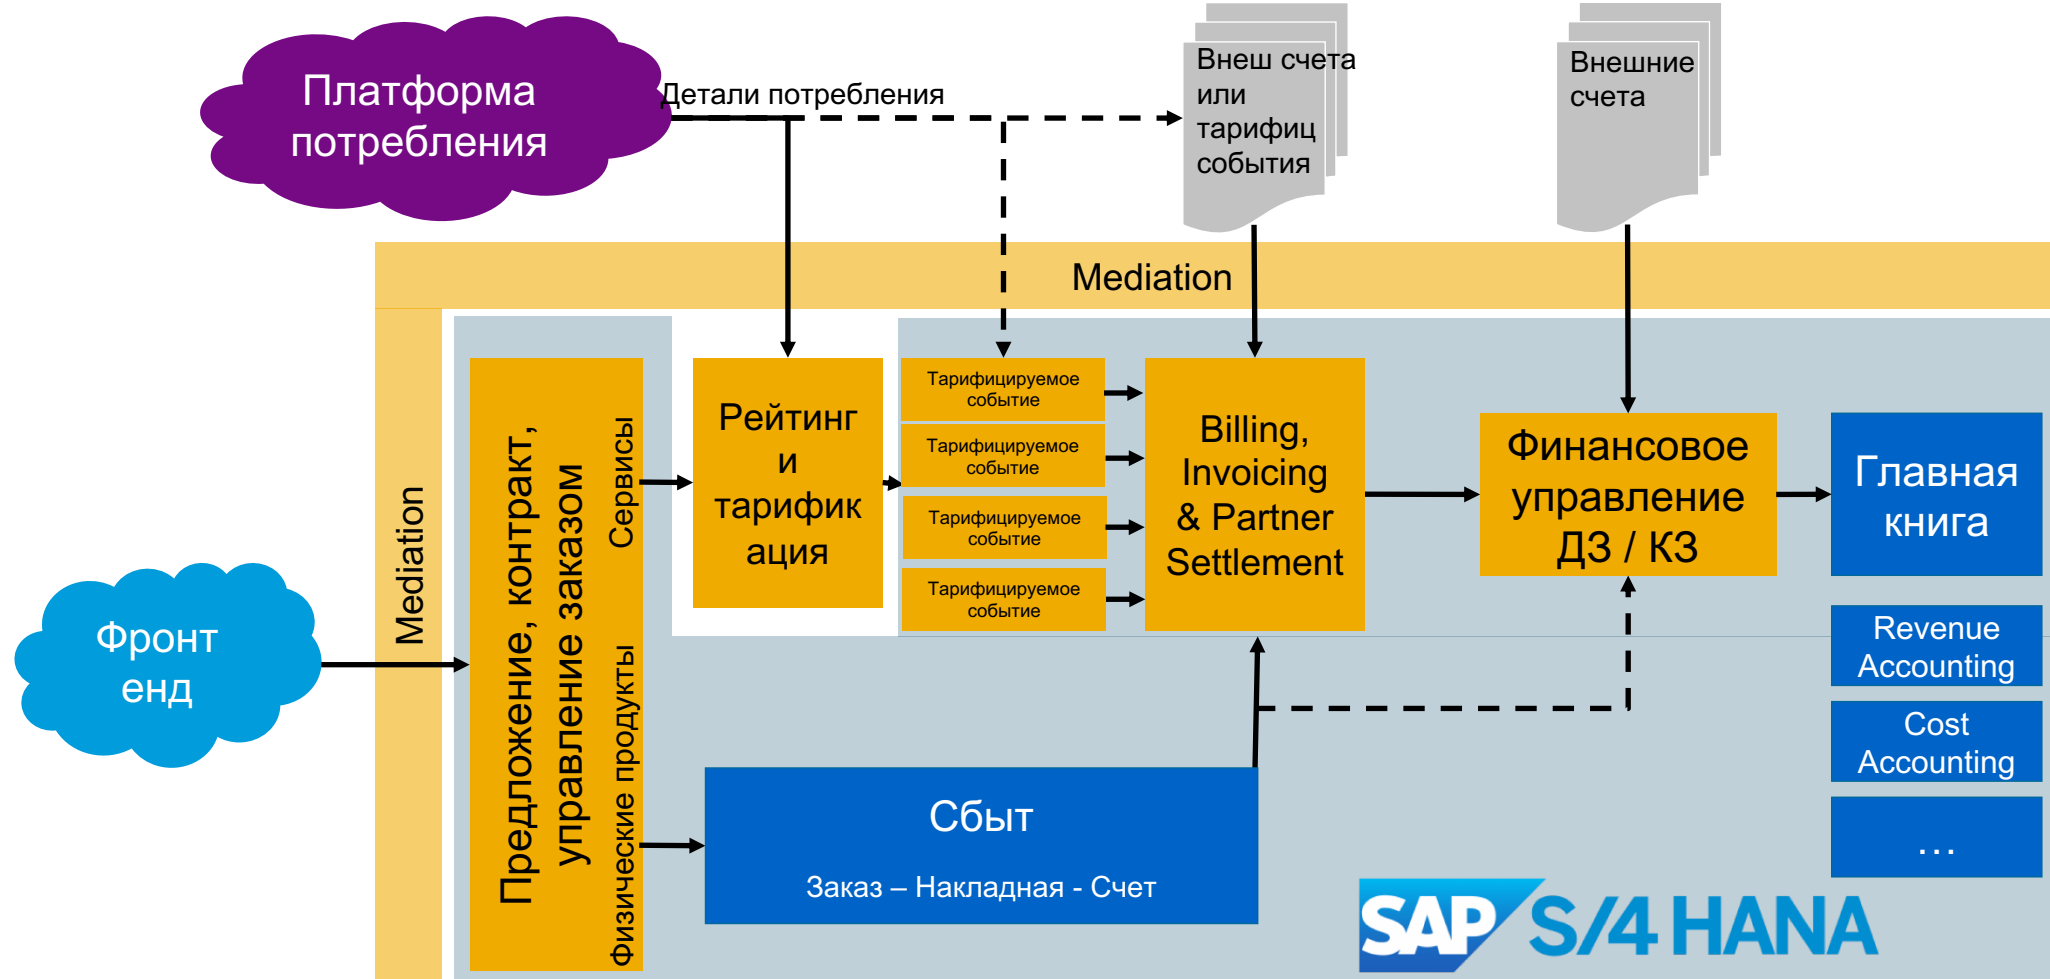 Платформа
потребления
Детали потребления
Внеш счета
или
тарифиц
события
Внешние
счета
Mediation
Mediation
Фронт
енд
Предложение, контракт,
управление заказом
Сервисы
Физические продукты
Рейтинг
и
тарифик
ация
Тарифицируемое
событие
Тарифицируемое
событие
Тарифицируемое
событие
Тарифицируемое
событие
Billing,
Invoicing
& Partner
Settlement
Финансовое
управление
ДЗ / КЗ
Главная
книга
Revenue
Accounting
Cost
Accounting
...
Сбыт
Заказ – Накладная - Счет
SAP S/4 HANA